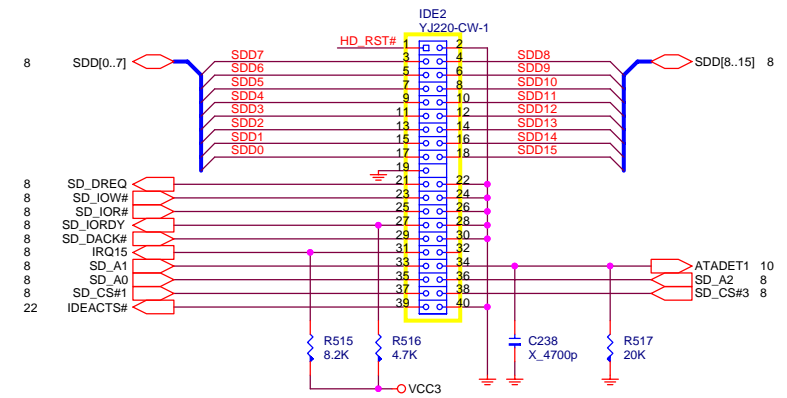 IDE2
YJ220-CW-1
HD_RST# 1 2
8 SDD[0..7] SDD7 3 4 SDD8 SDD[8..15] 8
SDD6 5 6 SDD9
SDD5 7 8 SDD10
SDD4 9 10 SDD11
SDD3 11 12 SDD12
SDD2 13 14 SDD13
SDD1 15 16 SDD14
SDD0 17 18 SDD15
19
8 SD_DREQ 21 22
8 SD_IOW# 23 24
8 SD_IOR# 25 26
8 SD_IORDY 27 28
8 SD_DACK# 29 30
8 IRQ15 31 32
8 SD_A1 33 34 ATADET1 10
8 SD_A0 35 36 SD_A2 8
8 SD_CS#1 37 38 SD_CS#3 8
22 IDEACTS# 39 40
R515 R516 C238 R517
8.2K 4.7K X_4700p 20K
VCC3